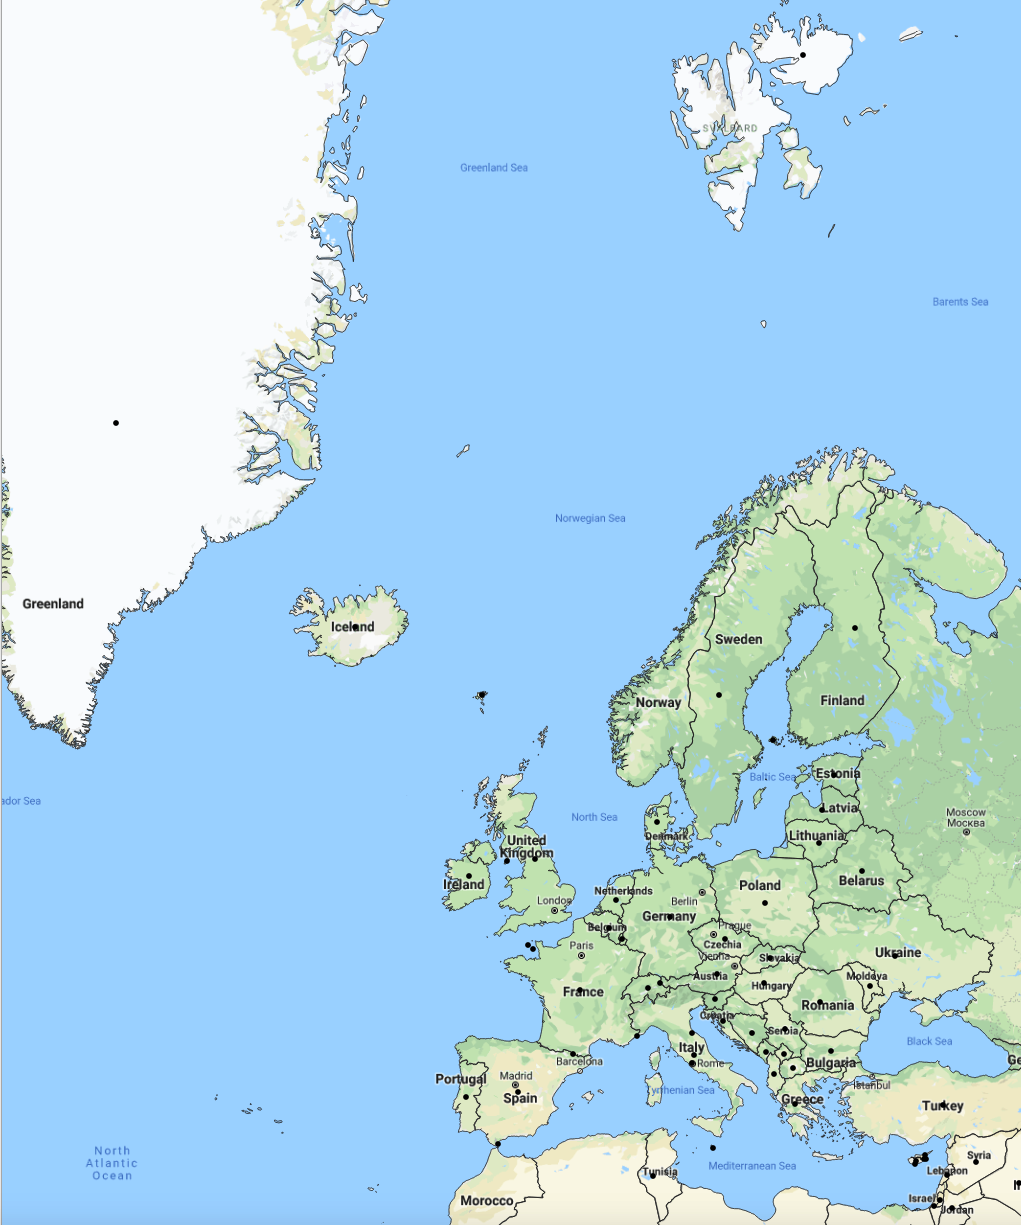 SVALBARD
Greenland Sea
Barents Sea
Norwegian Sea
Greenland
Iceland
Sweden
Norway
Finland
Baltic Sea
Estonia
ador Sea
Latvia
North Sea
Moscow
Москва
Denmark
Lithuania
United
Kingdom
Ireland
Belarus
Netherlands
Poland
London
Berlin
Germany
Belgium
Prague
Paris
Czechia
Ukraine
Vienna
Slovakia
Austria
Moldova
Hungary
France
Romania
Croatia
Serbia
Black Sea
Italy
Barcelona
Rome
Bulgaria
Ge
Portugal
Madrid
Istanbul
Spain
yrrhenian Sea
Greece
Turkey
North
Atlantic
Ocean
Syria
Mediterranean Sea
Tunisia
Lebanon
Morocco
Israel
Jordan